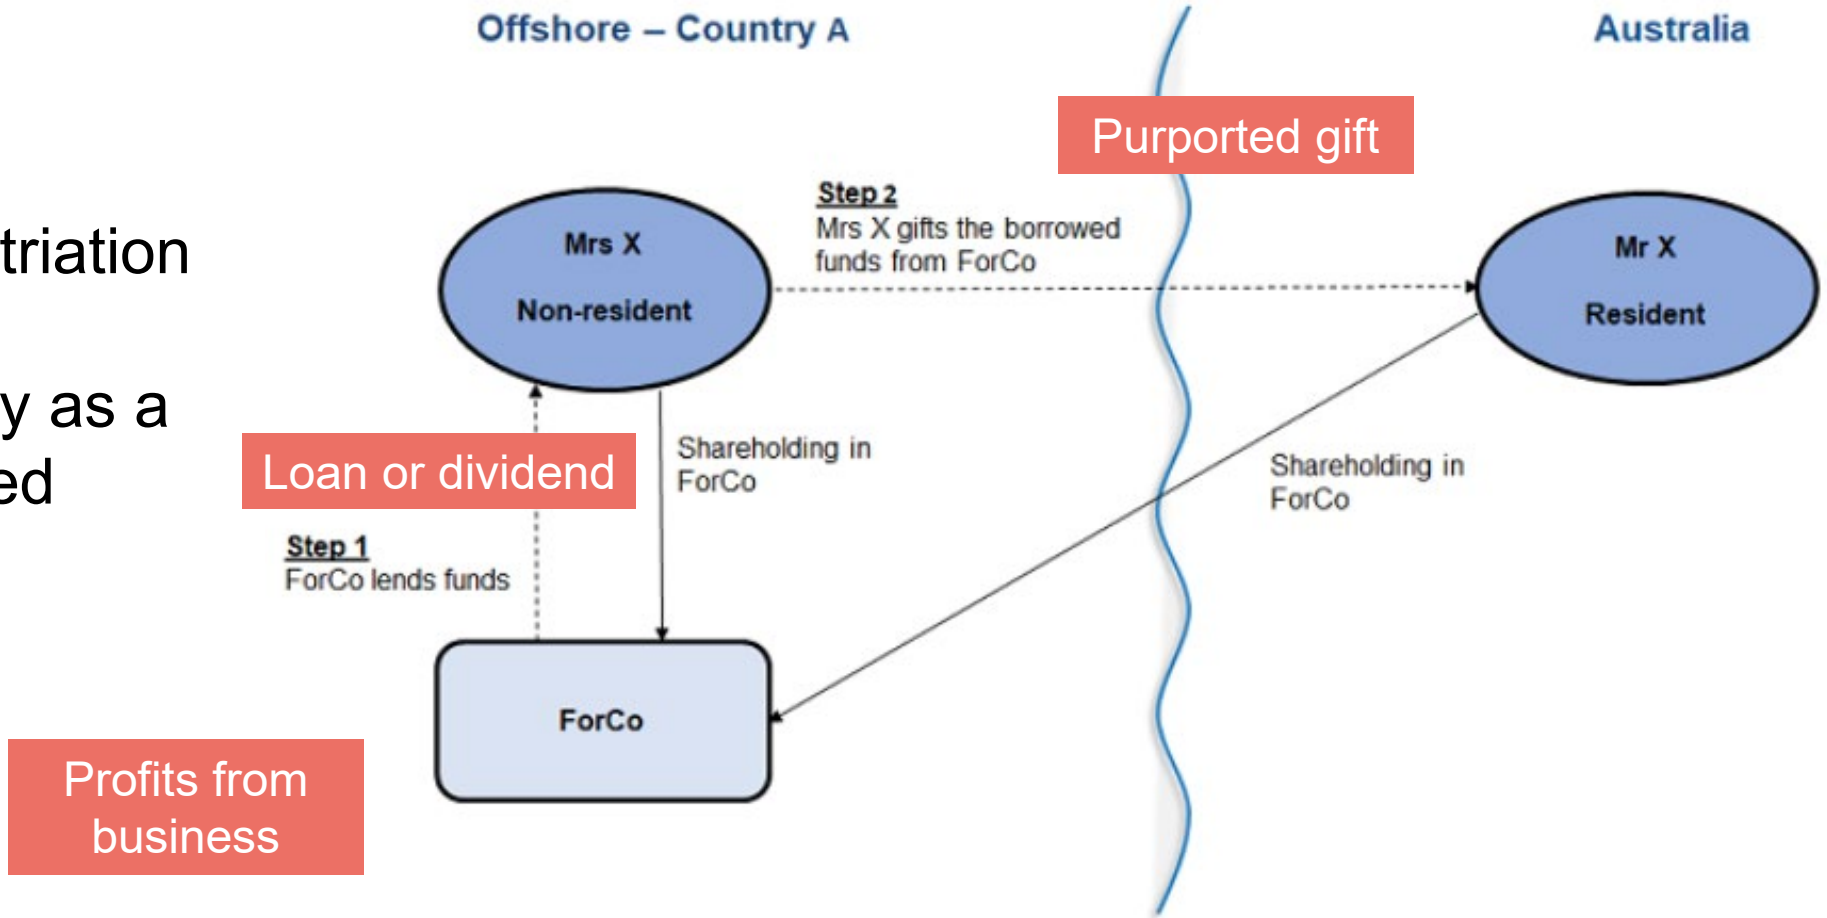 Offshore – Country A
Australia
Purported gift
Step 2
Mrs X gifts the borrowed
funds from ForCo
Mrs X
Non-resident
Mr X
Resident
triation
y as a
ed
Loan or dividend
Shareholding in
ForCo
Shareholding in
ForCo
Step 1
ForCo lends funds
ForCo
Profits from
business